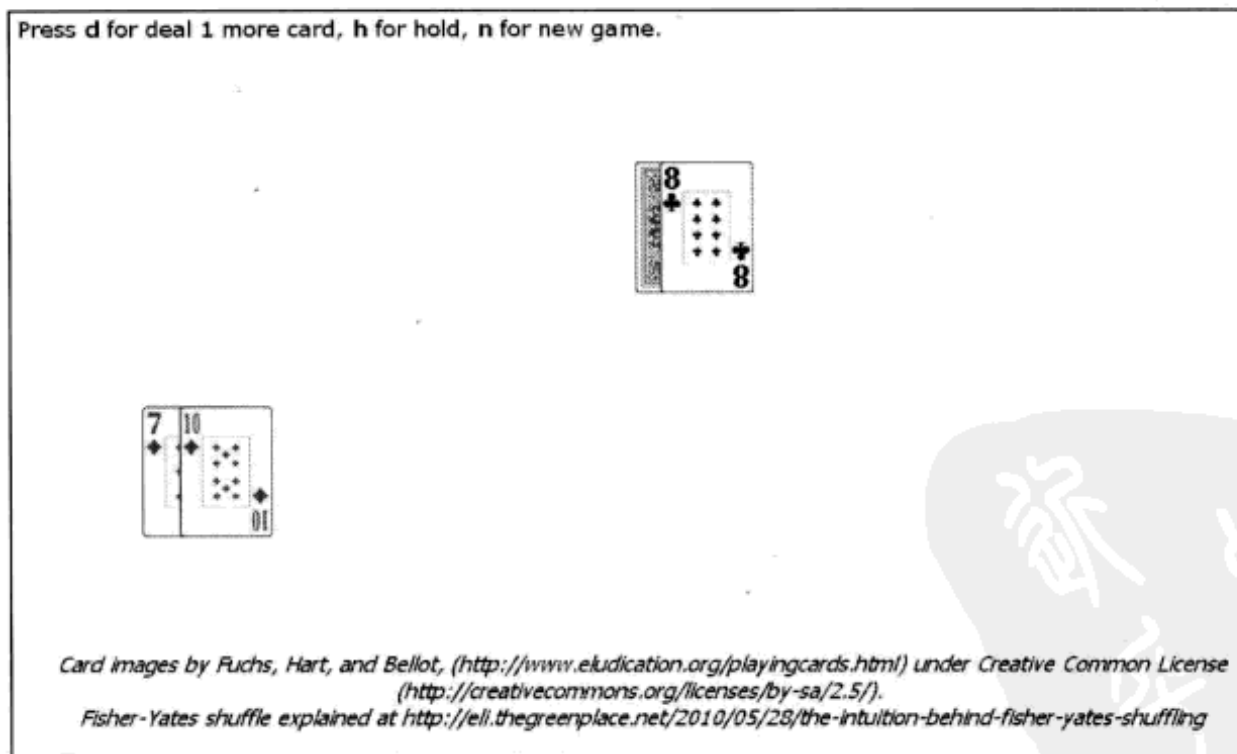 Press d for deal 1 more card, h for hold, n for new game.
8
8
7 10
10
Card images by Fuchs, Hart, and Bellot, (http://www.eludication.org/playingcards.html) under Creative Common License
(http://creativecommons.org/licenses/by-sa/2.5/).
Fisher-Yates shuffle explained at http://eli.thegreenplace.net/2010/05/28/the-intuition-behind-fisher-yates-shuffling